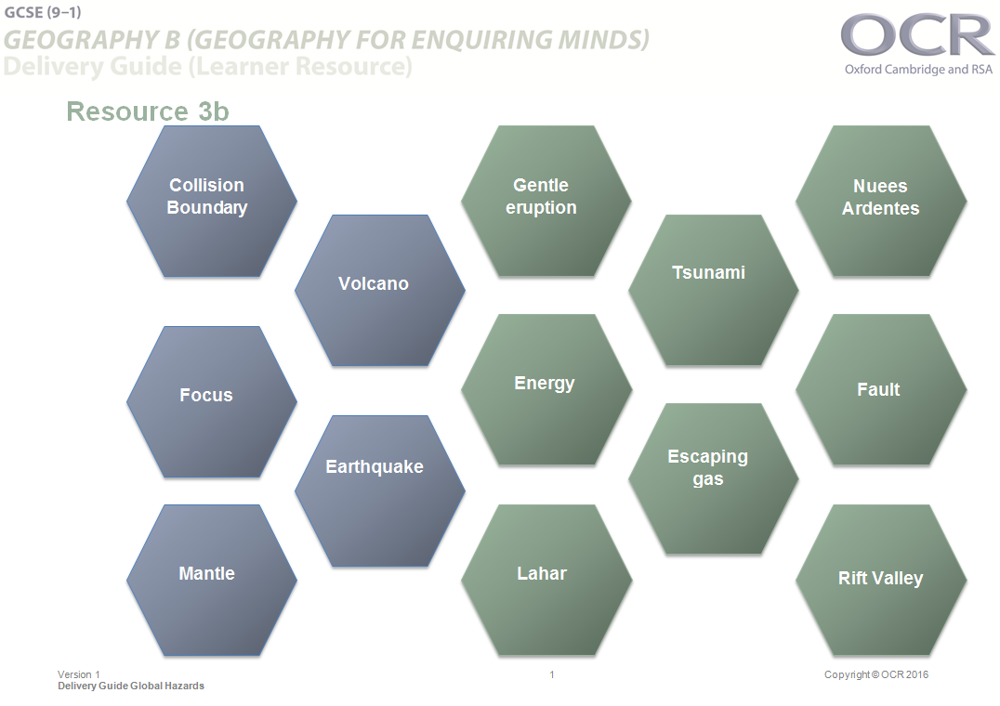 GCSE (9–1)
GEOGRAPHY B (GEOGRAPHY FOR ENQUIRING MINDS)
Delivery Guide (Learner Resource)
OCR
Oxford Cambridge and RSA
Resource 3b
Collision
Boundary
Gentle
eruption
Nuees
Ardentes
Volcano
Tsunami
Focus
Energy
Fault
Earthquake
Escaping
gas
Mantle
Lahar
Rift Valley
Version 1
Delivery Guide Global Hazards
1
Copyright © OCR 2016